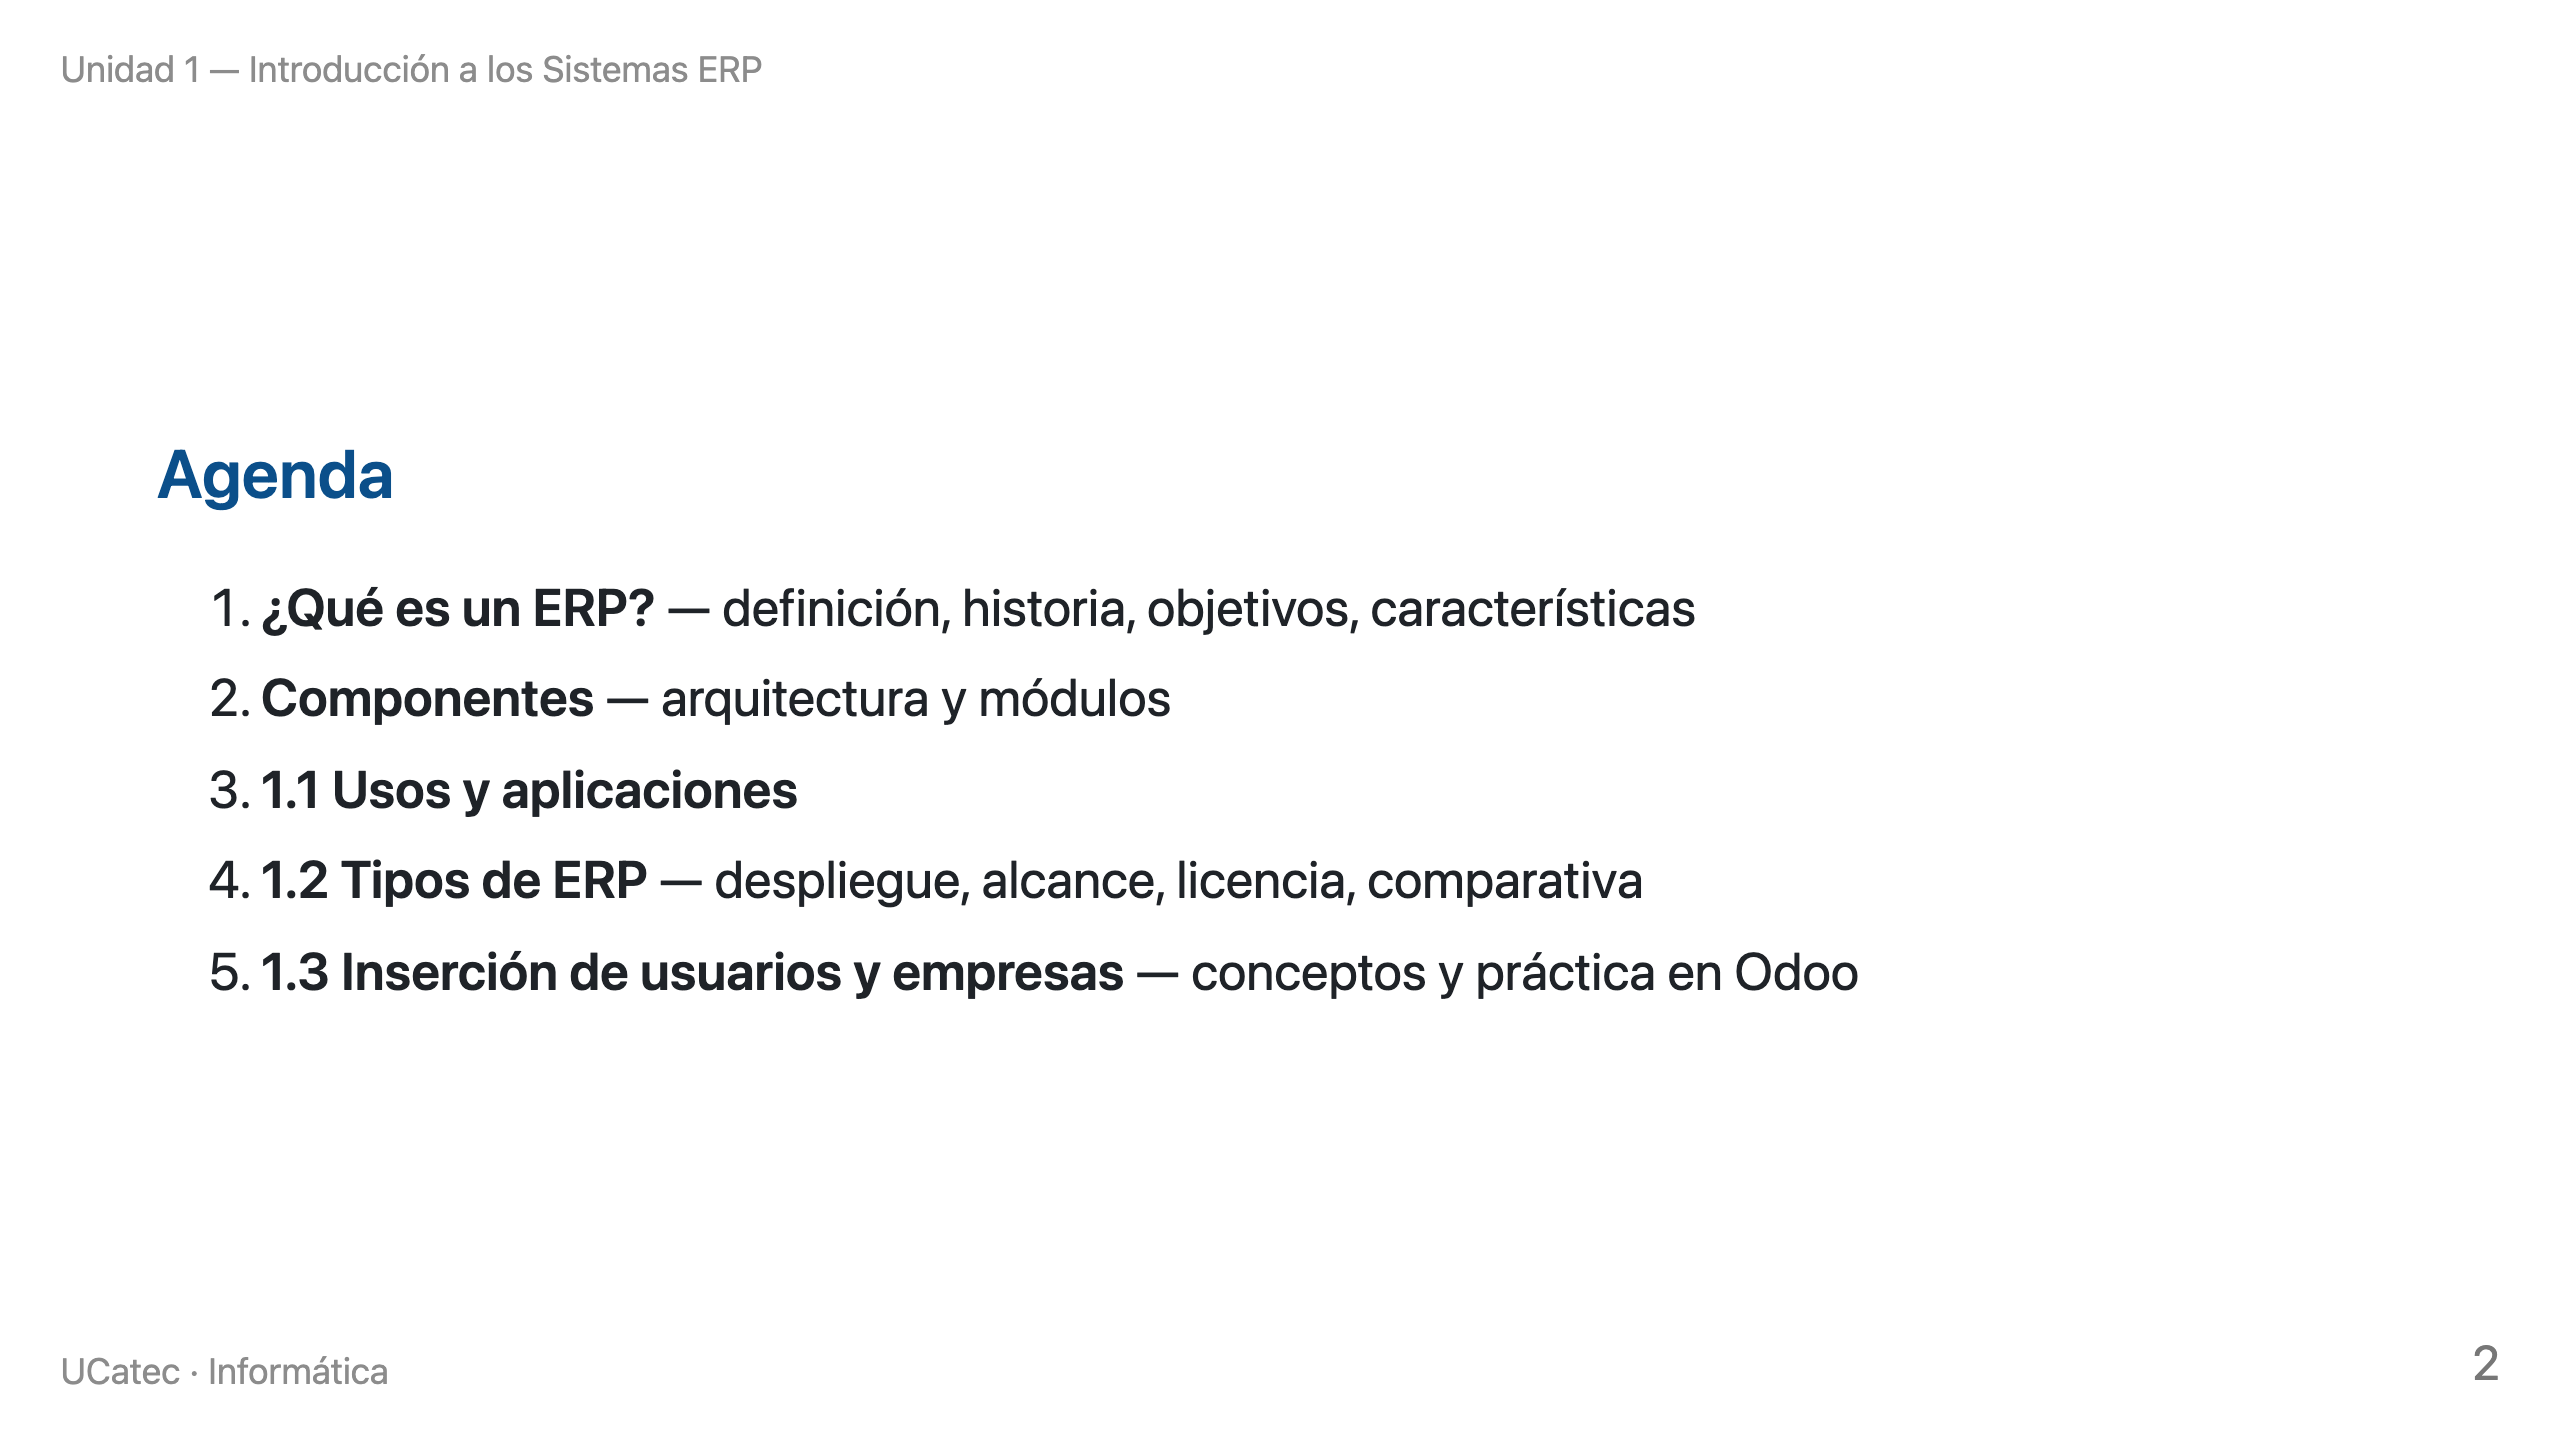 Unidad 1 — Introducción a los Sistemas ERP
Agenda
1. ¿Qué es un ERP? — definición, historia, objetivos, características
2. Componentes — arquitectura y módulos
3. 1.1 Usos y aplicaciones
4. 1.2 Tipos de ERP — despliegue, alcance, licencia, comparativa
5. 1.3 Inserción de usuarios y empresas — conceptos y práctica en Odoo
UCatec · Informática
2